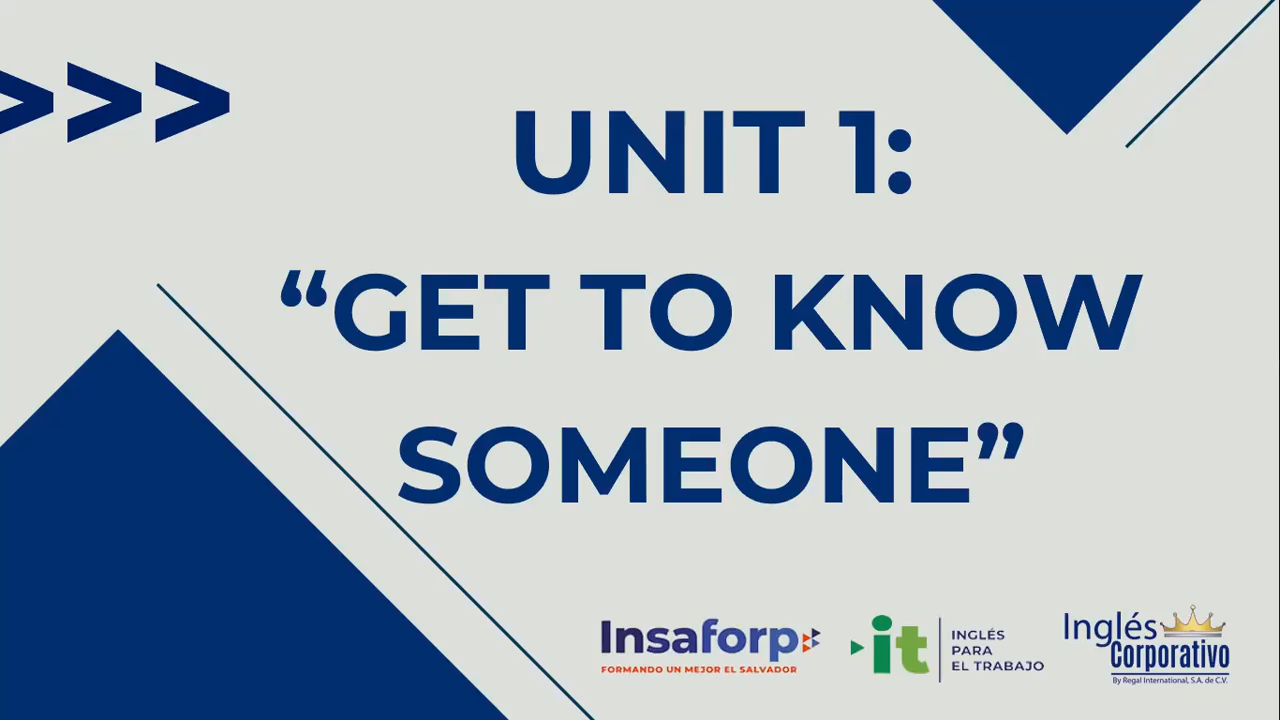 >>>
UNIT 1:
“GET TO KNOW
SOMEONE”
Insaforp
FORMANDO UN MEJOR EL SALVADOR
it
INGLÉS
PARA
EL TRABAJO
Inglés
Corporativo
By Regal International, S.A. de C.V.